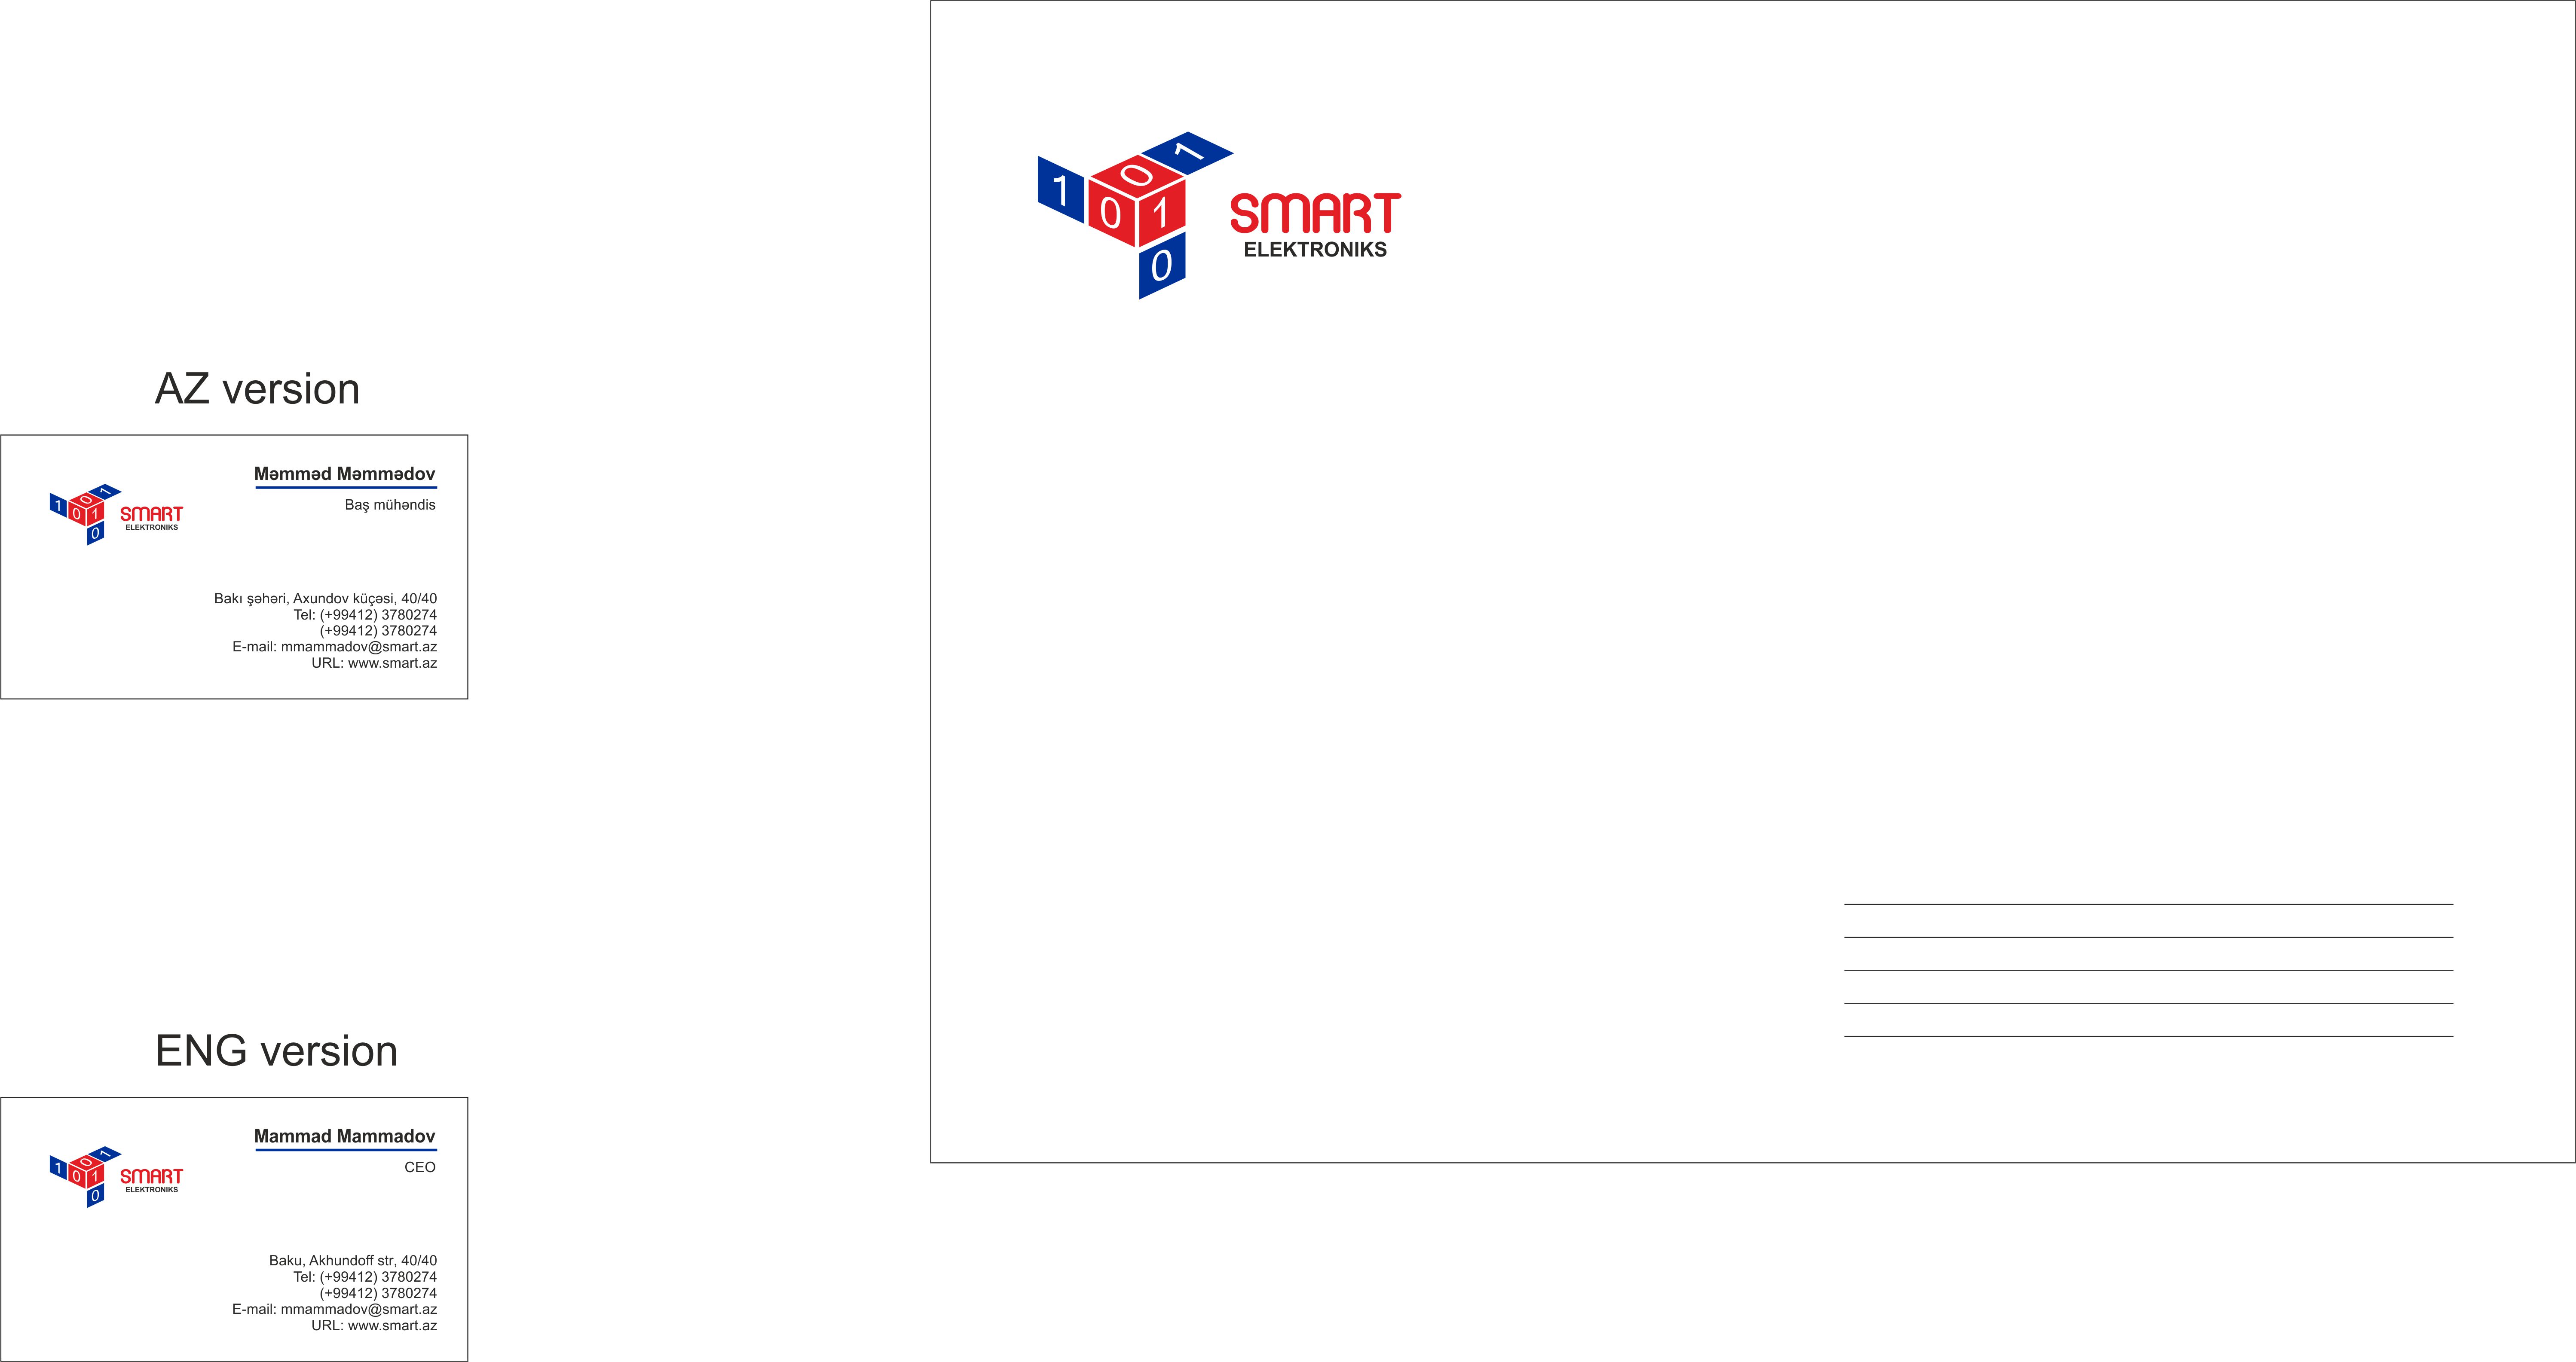 AZ version
1 0 1
0 1
0
SMART
ELEKTRONIKS
Məmməd Məmmədov
Baş mühəndis
Bakı şəhəri, Axundov küçəsi, 40/40
Tel: (+99412) 3780274
(+99412) 3780274
E-mail: mmammadov@smart.az
URL: www.smart.az
ENG version
1 0 1
0 1
0
SMART
ELEKTRONIKS
Mammad Mammadov
CEO
Baku, Akhundoff str, 40/40
Tel: (+99412) 3780274
(+99412) 3780274
E-mail: mmammadov@smart.az
URL: www.smart.az
1 0 1
0 1
0
SMART
ELEKTRONIKS